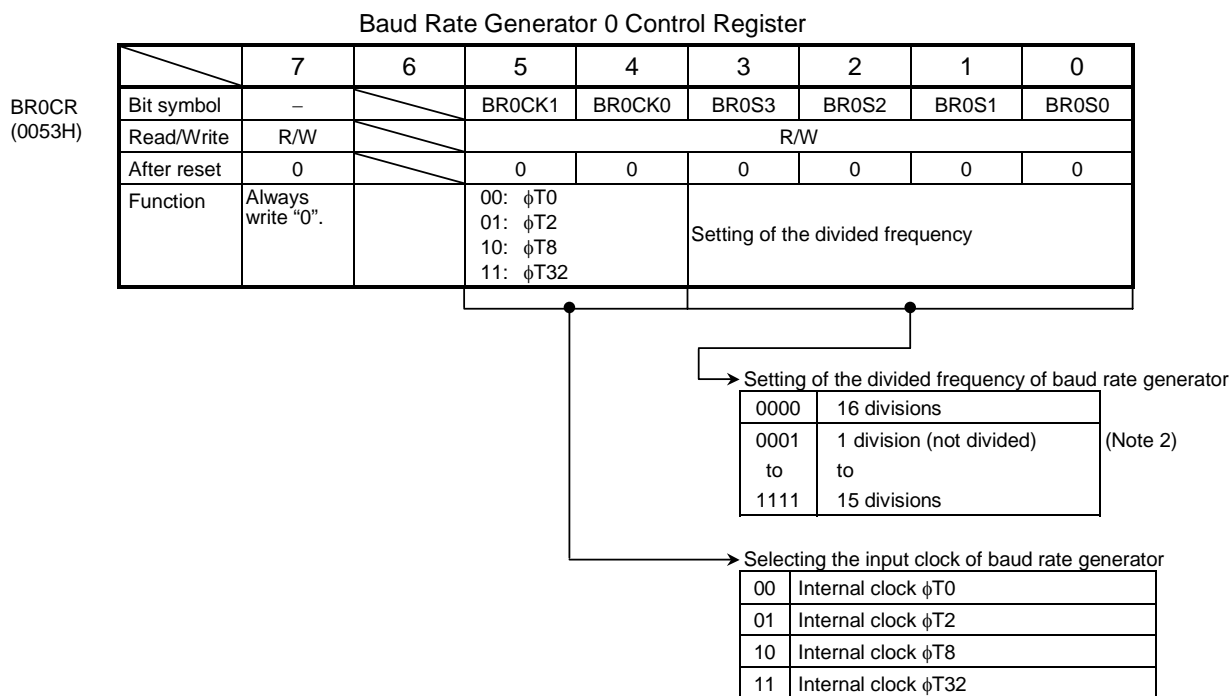 Baud Rate Generator 0 Control Register
7 6 5 4 3 2 1 0
BR0CR
(0053H)
Bit symbol – BR0CK1 BR0CK0 BR0S3 BR0S2 BR0S1 BR0S0
Read/Write R/W R/W
After reset 0 0 0 0 0 0 0
Function Always write “0”.
00: ϕT0
01: ϕT2
10: ϕT8
11: ϕT32
Setting of the divided frequency
Setting of the divided frequency of baud rate generator
0000 16 divisions
0001 1 division (not divided) (Note 2)
to to
1111 15 divisions
Selecting the input clock of baud rate generator
00 Internal clock ϕT0
01 Internal clock ϕT2
10 Internal clock ϕT8
11 Internal clock ϕT32